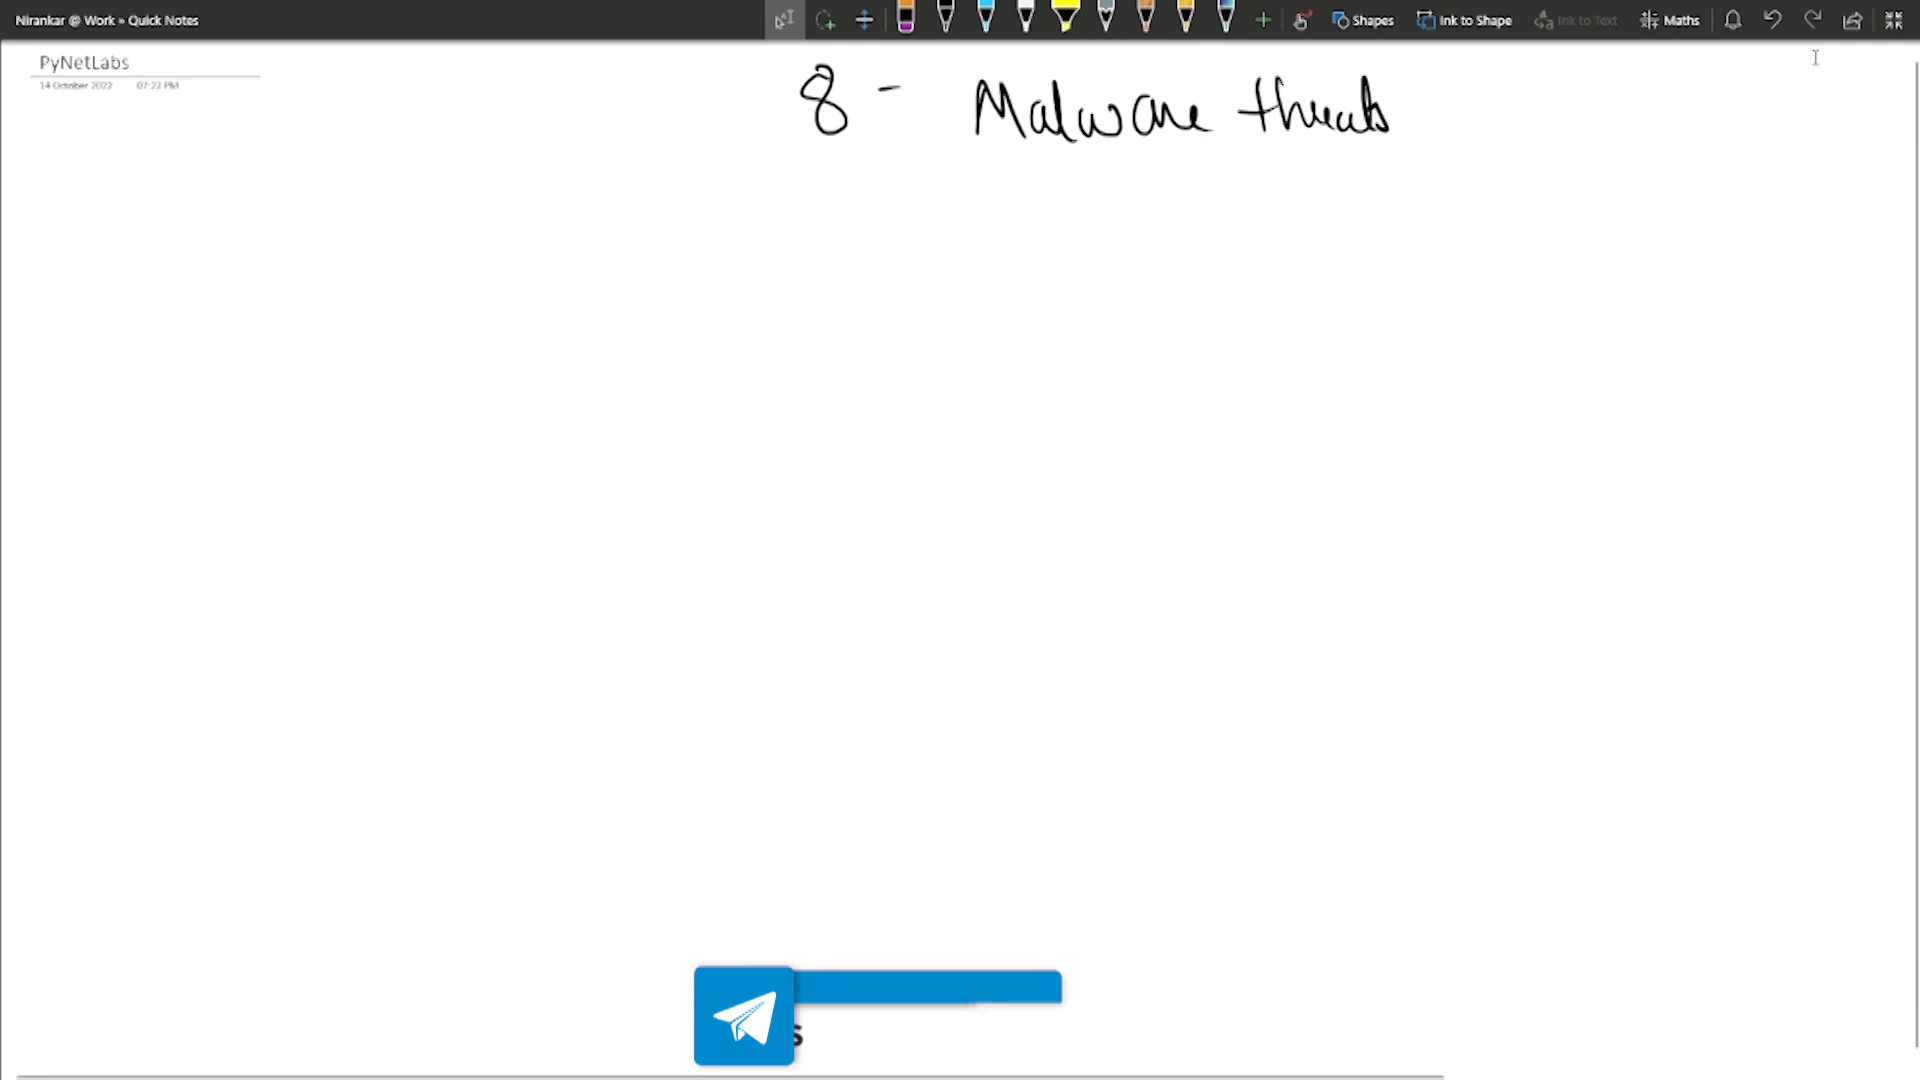 Nirankar @ Work » Quick Notes
Shapes
Ink to Shape
Ink to Text
Maths
PyNetLabs
14 October 2022 07:22 PM
8 - Malware threats
s